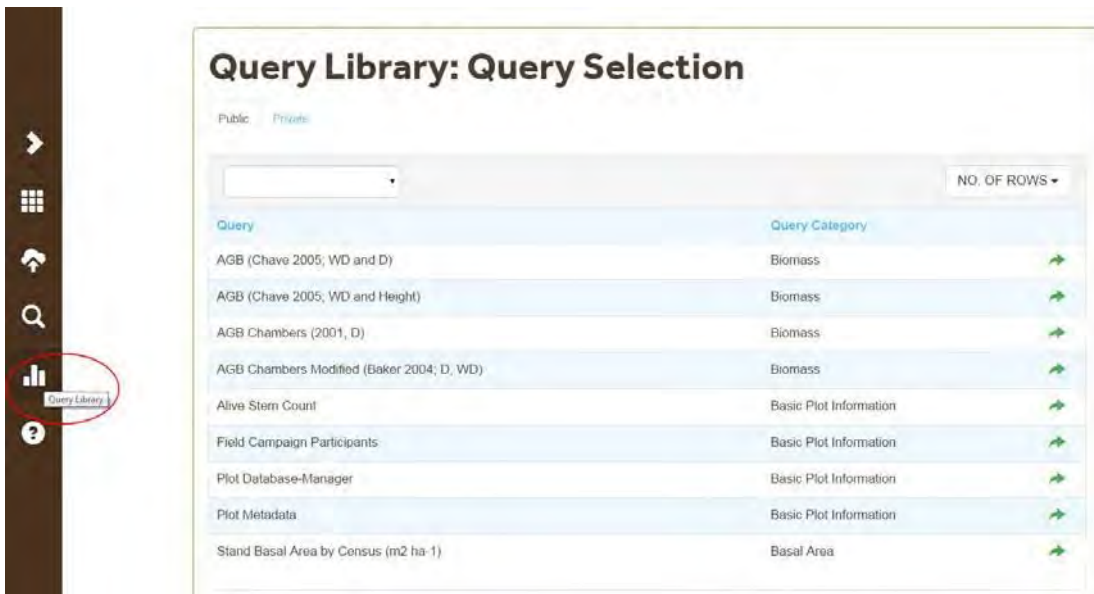 Query Library: Query Selection
Public Private
NO. OF ROWS
Query Query Category
AGB (Chave 2005; WD and D) Biomass
AGB (Chave 2005; WD and Height) Biomass
AGB Chambers (2001, D) Biomass
AGB Chambers Modified (Baker 2004; D, WD) Biomass
Query Library
Alive Stem Count Basic Plot Information
Field Campaign Participants Basic Plot Information
Plot Database-Manager Basic Plot Information
Plot Metadata Basic Plot Information
Stand Basal Area by Census (m2 ha-1) Basal Area